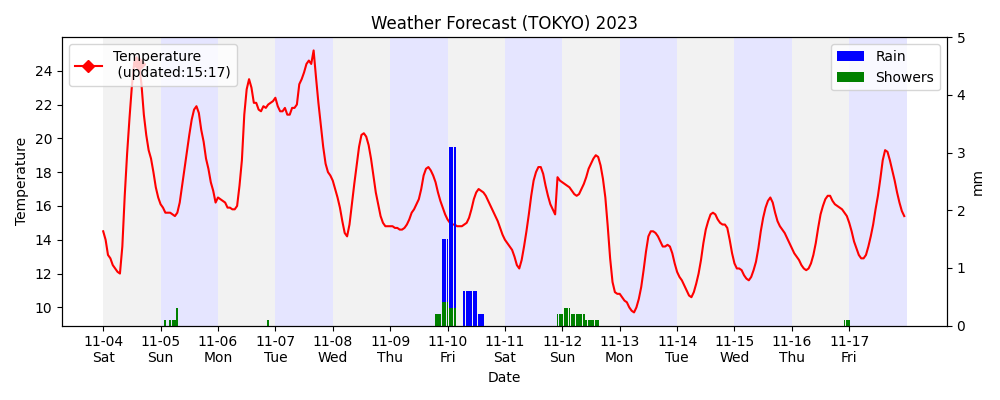 Weather Forecast (TOKYO) 2023
Temperature
(updated:15:17)
Rain
Showers
Temperature
24
22
20
18
16
14
12
10
5
4
3
2
1
0
mm
11-04 11-05 11-06 11-07 11-08 11-09 11-10 11-11 11-12 11-13 11-14 11-15 11-16 11-17
Sat Sun Mon Tue Wed Thu Fri Sat Sun Mon Tue Wed Thu Fri
Date